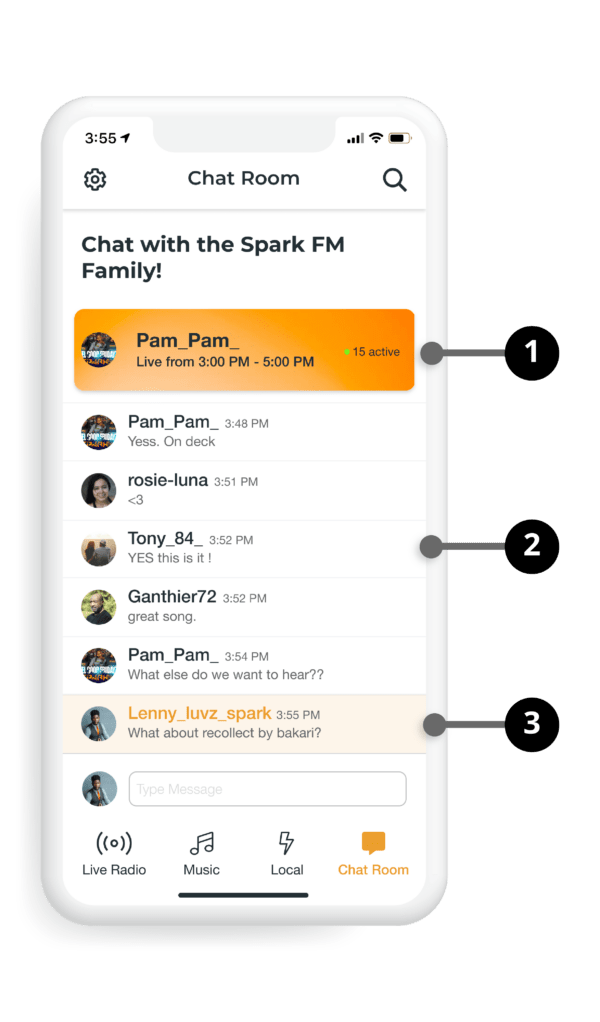 3:55
Chat Room
Chat with the Spark FM
Family!
Pam_Pam_
Live from 3:00 PM - 5:00 PM
15 active
1
Pam_Pam_ 3:48 PM
Yess. On deck
rosie-luna 3:51 PM
<3
Tony_84_ 3:52 PM
YES this is it !
2
Ganthier72 3:52 PM
great song.
Pam_Pam_ 3:54 PM
What else do we want to hear??
Lenny_luvz_spark 3:55 PM
What about recollect by bakari?
3
Type Message
Live Radio
Music
Local
Chat Room